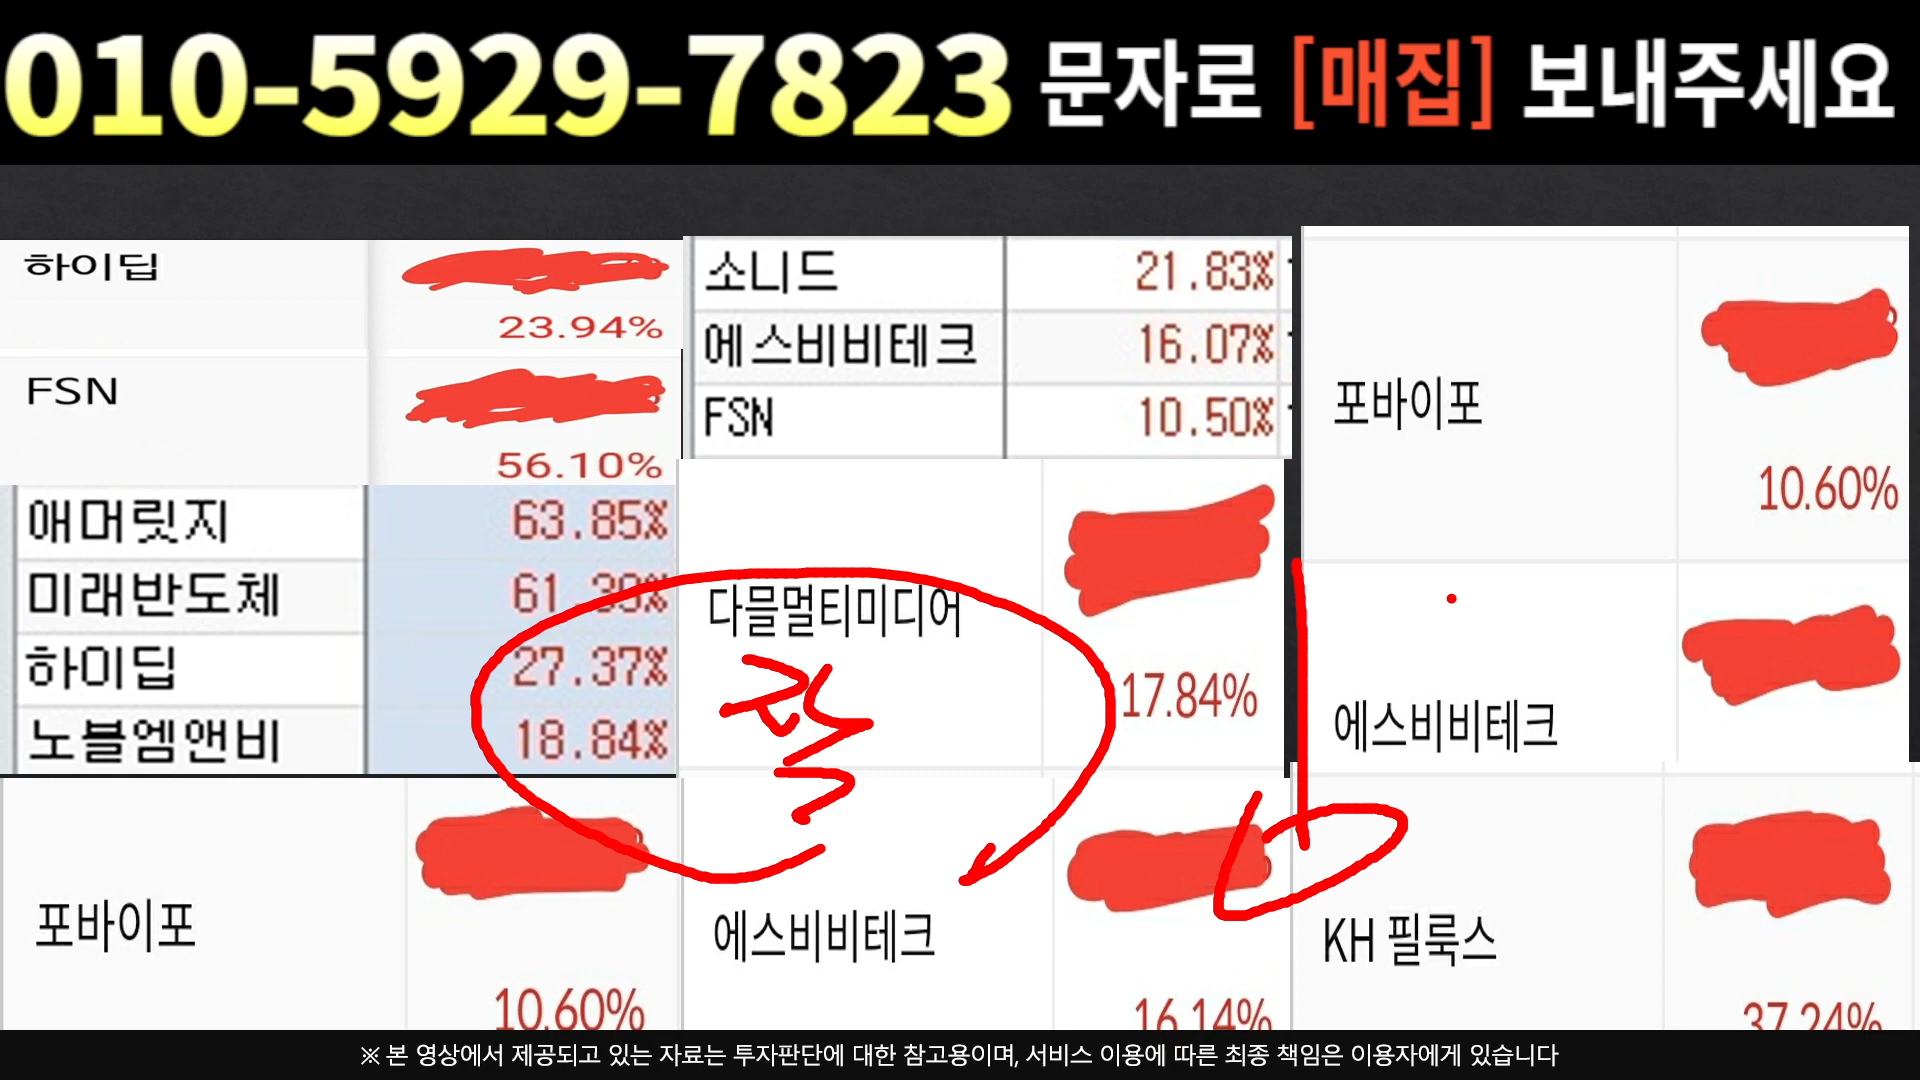 010-5929-7823 문자로 [매집] 보내주세요
하이딥
23.94%
FSN
56.10%
애머릿지 63.85%
미래반도체 61.39%
하이딥 27.37%
노블엠앤비 18.84%
소니드 21.83%
에스비비테크 16.07%
FSN 10.50%
다믈멀티미디어
17.84%
포바이포
10.60%
에스비비테크
포바이포
10.60%
에스비비테크
16.14%
KH 필룩스
37.24%
※ 본 영상에서 제공되고 있는 자료는 투자판단에 대한 참고용이며, 서비스 이용에 따른 최종 책임은 이용자에게 있습니다